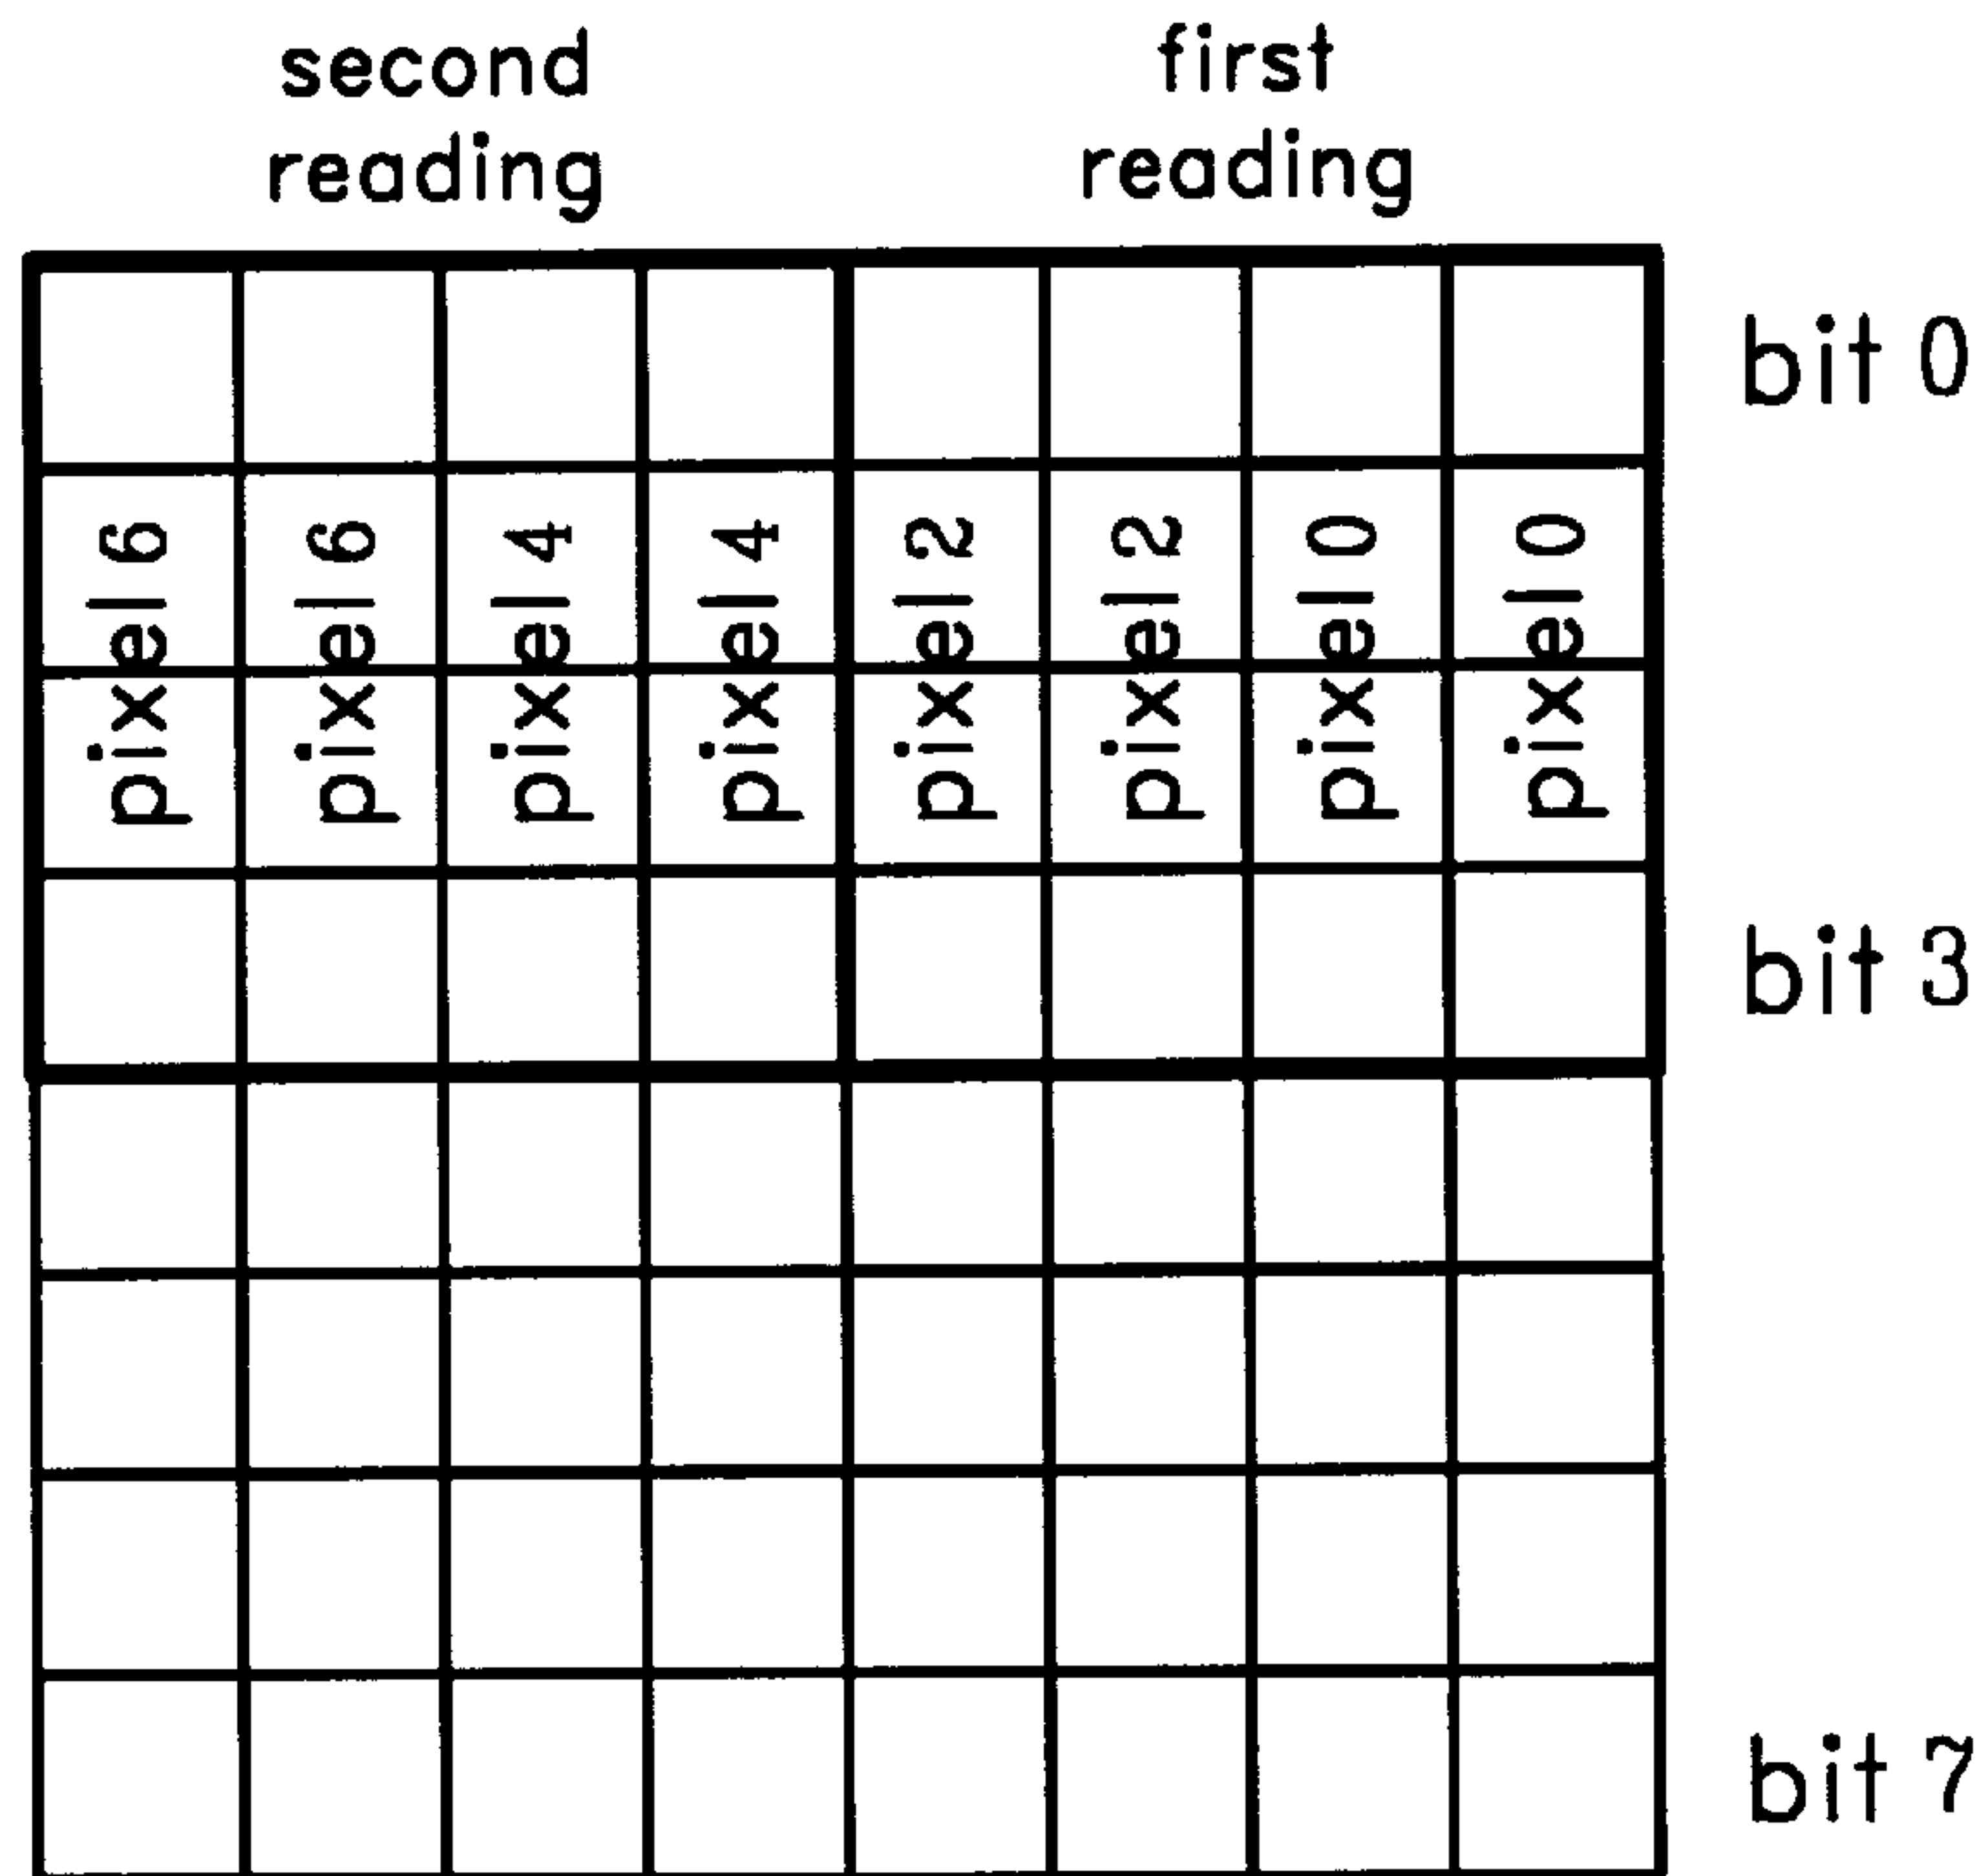 second
reading
first
reading
bit 0
pixel 6
pixel 6
pixel 4
pixel 4
pixel 2
pixel 2
pixel 0
pixel 0
bit 3
bit 7